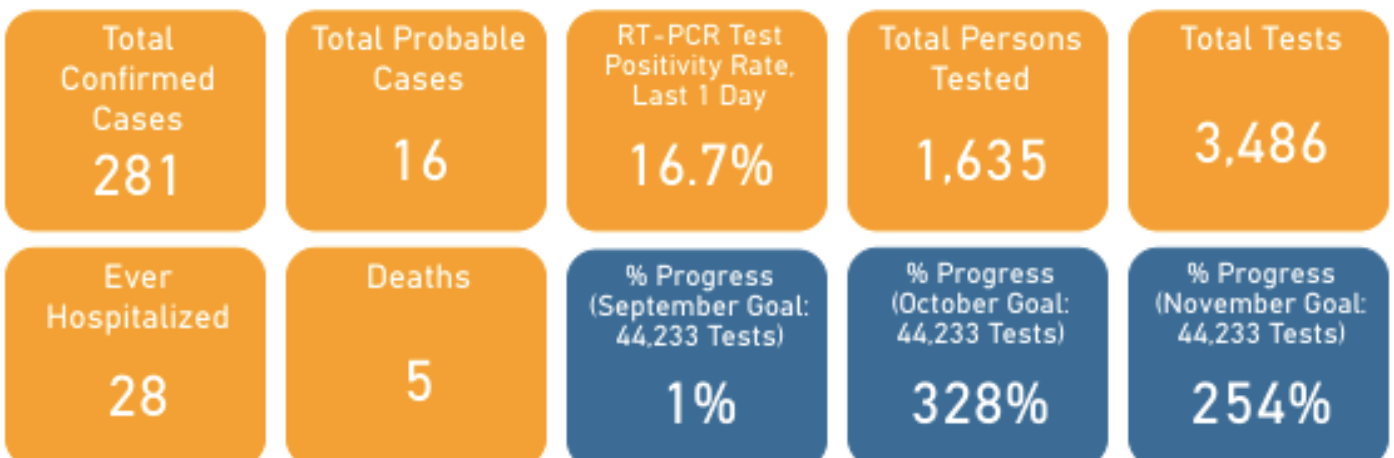 Total
Confirmed
Cases
281
Total Probable
Cases
16
RT-PCR Test
Positivity Rate,
Last 1 Day
16.7%
Total Persons
Tested
1,635
Total Tests
3,486
Ever
Hospitalized
28
Deaths
5
% Progress
(September Goal:
44,233 Tests)
1%
% Progress
(October Goal:
44,233 Tests)
328%
% Progress
(November Goal:
44,233 Tests)
254%